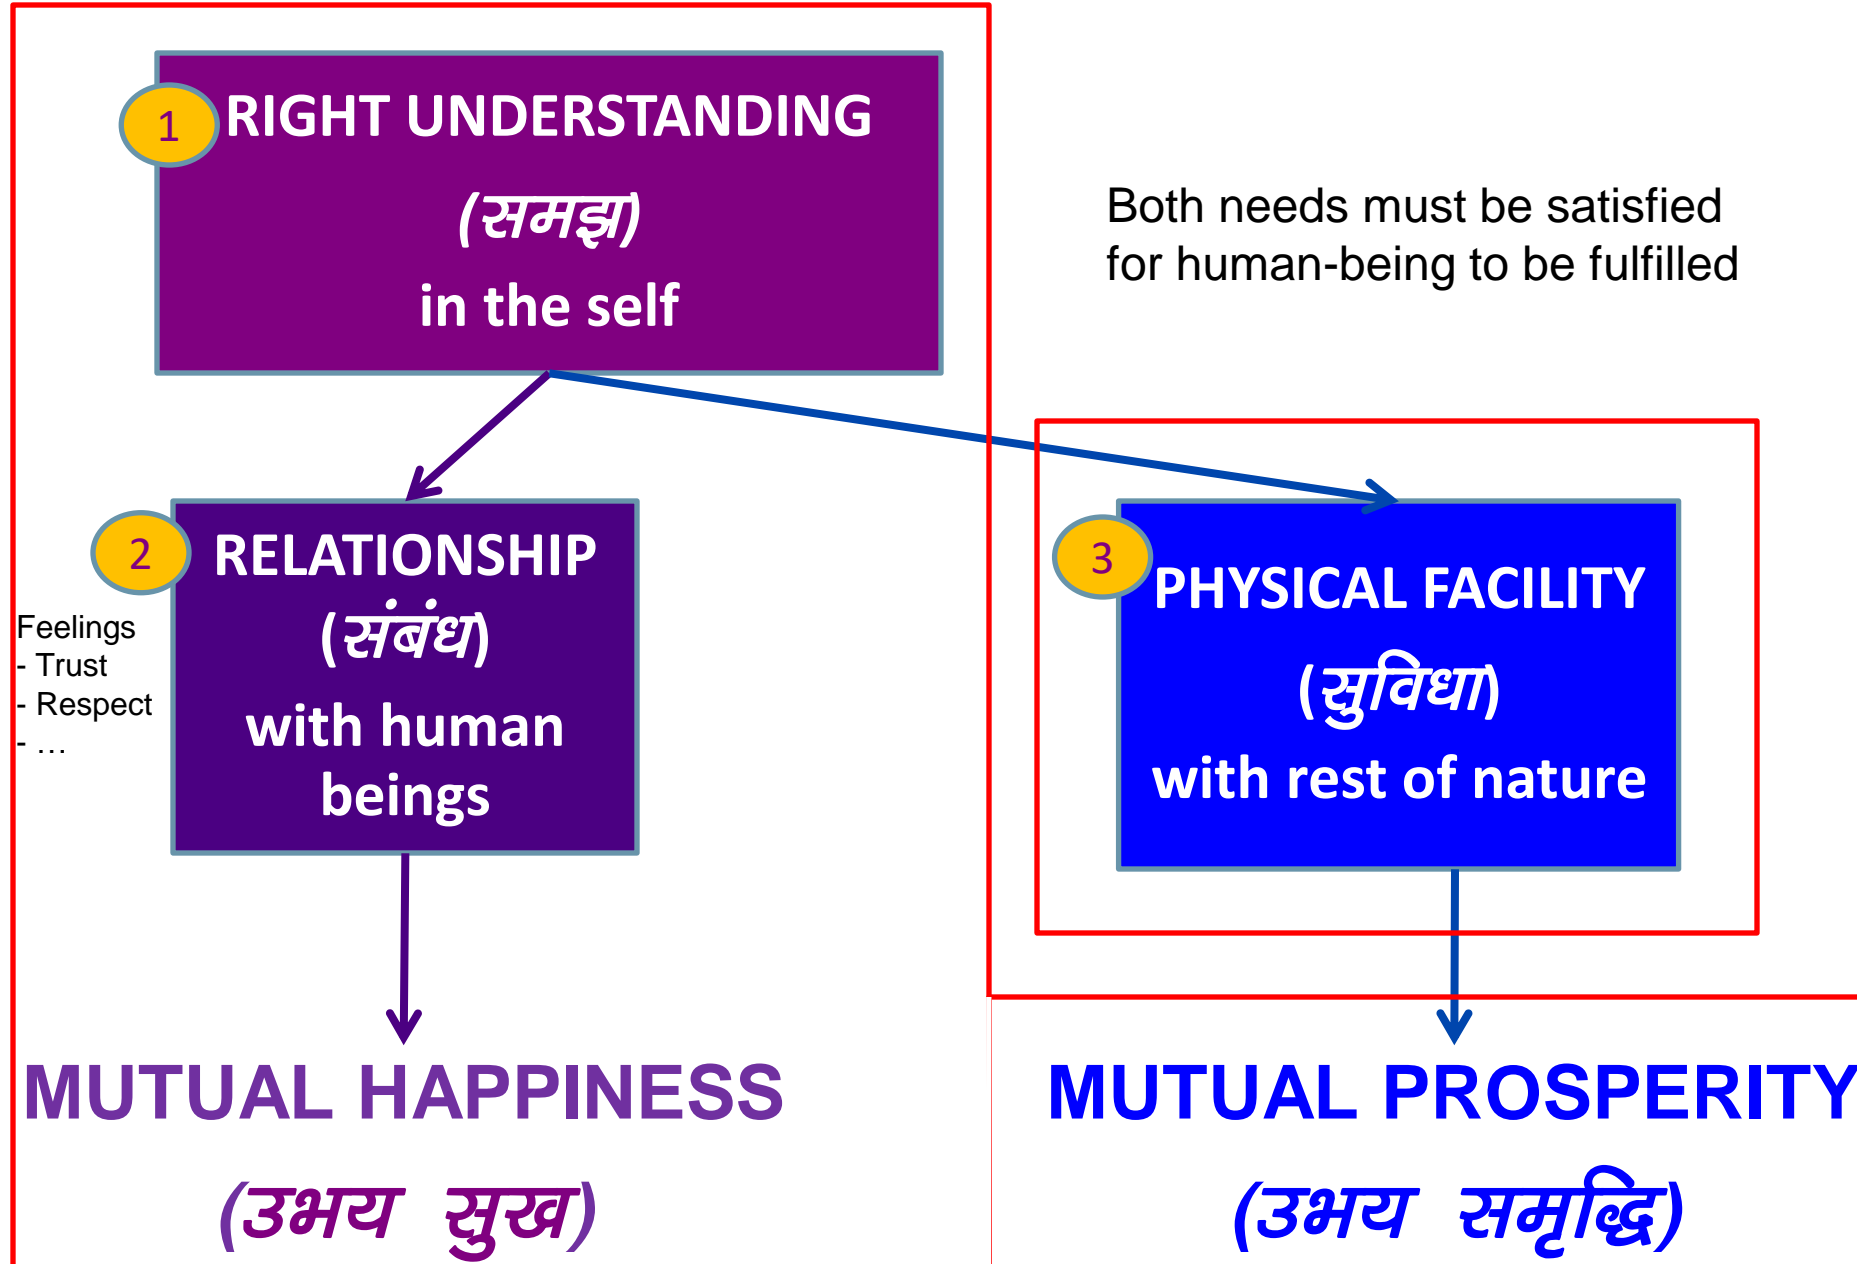 1
RIGHT UNDERSTANDING
(समझ)
in the self
Both needs must be satisfied
for human-being to be fulfilled
2
RELATIONSHIP
(संबंध)
with human
beings
Feelings
- Trust
- Respect
- …
3
PHYSICAL FACILITY
(सुविधा)
with rest of nature
MUTUAL HAPPINESS
(उभय सुख)
MUTUAL PROSPERITY
(उभय समृद्धि)